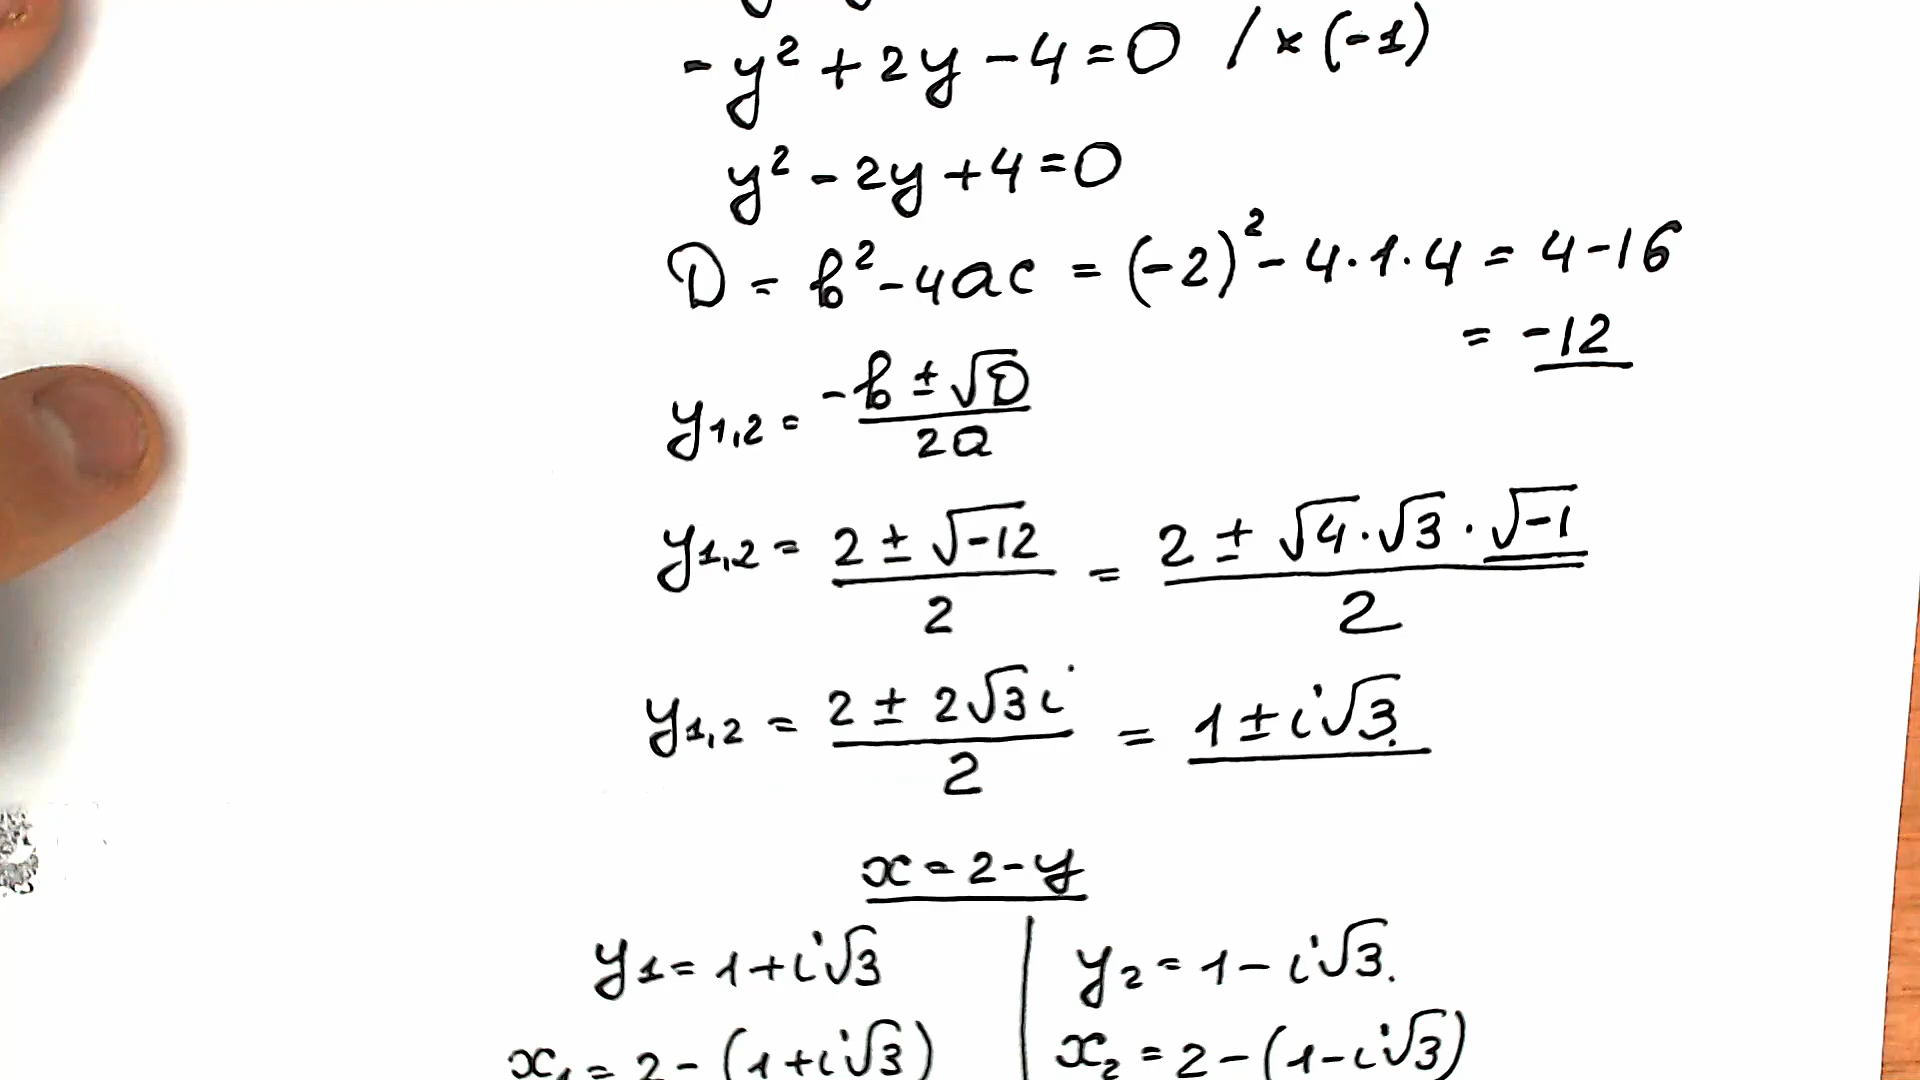 -y² + 2y - 4 = 0 / × (-1)
y² - 2y + 4 = 0
D = b² - 4ac = (-2)² - 4·1·4 = 4 - 16
= -12
y₁,₂ = (-b ± √D)/(2a)
y₁,₂ = (2 ± √-12)/2 = (2 ± √4·√3·√-1)/2
y₁,₂ = (2 ± 2√3i)/2 = 1 ± i√3.
x = 2 - y
y₁ = 1 + i√3 | y₂ = 1 - i√3.
x₁ = 2 - (1 + i√3) | x₂ = 2 - (1 - i√3)